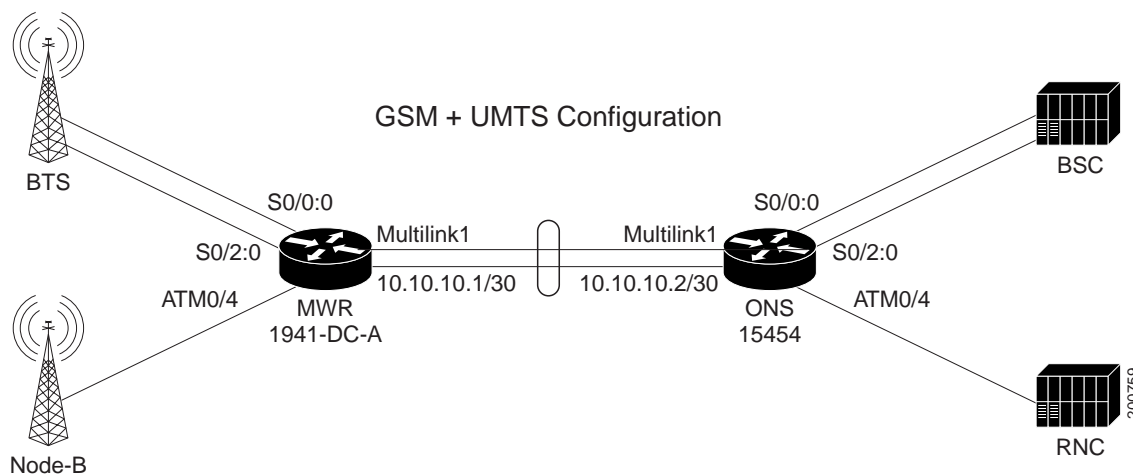 GSM + UMTS Configuration
BTS
BSC
S0/0:0
S0/0:0
Multilink1
Multilink1
S0/2:0
S0/2:0
10.10.10.1/30
10.10.10.2/30
ATM0/4
ATM0/4
MWR
1941-DC-A
ONS
15454
Node-B
RNC
200759